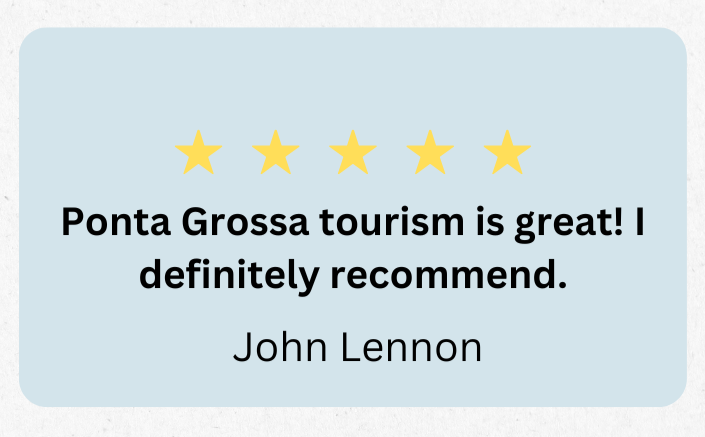 Ponta Grossa tourism is great! I
definitely recommend.
John Lennon